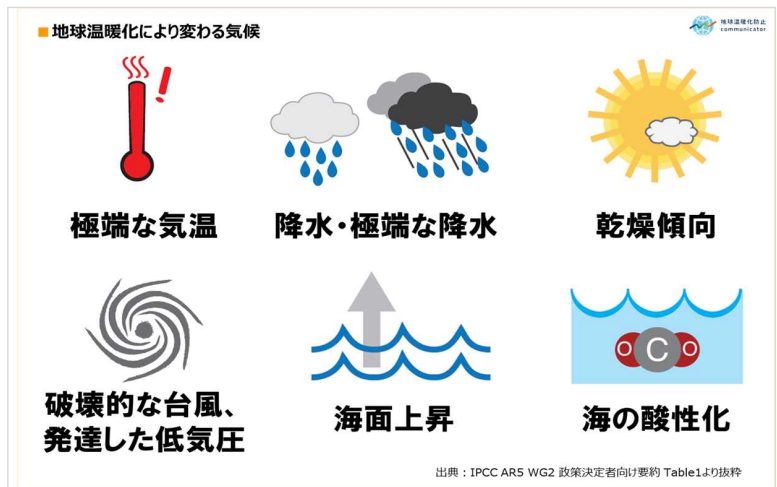 ■地球温暖化により変わる気候
地球温暖化防止
communicator
極端な気温
降水・極端な降水
乾燥傾向
破壊的な台風、
発達した低気圧
海面上昇
O C O
海の酸性化
出典：IPCC AR5 WG2 政策決定者向け要約 Table1より抜粋